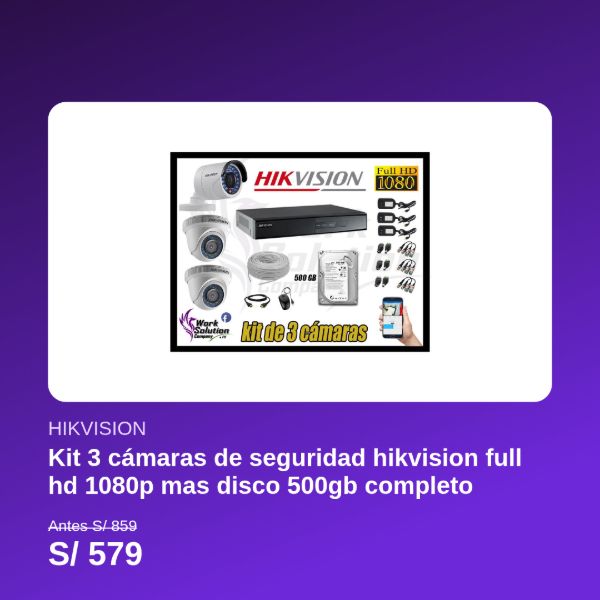 HIKVISION
Full HD
1080
500 GB
Work
Solution
Company
kit de 3 cámaras
HIKVISION
Kit 3 cámaras de seguridad hikvision full
hd 1080p mas disco 500gb completo
Antes S/ 859
S/ 579